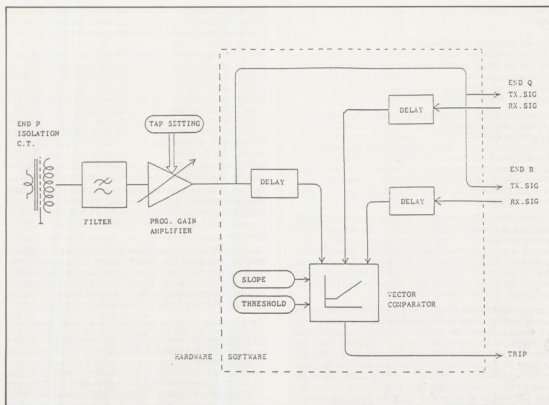 END Q
TX.SIG
RX.SIG
DELAY
END P
ISOLATION
C.T.
TAP SETTING
END R
TX.SIG
RX.SIG
DELAY
DELAY
FILTER
PROG. GAIN
AMPLIFIER
SLOPE
THRESHOLD
VECTOR
COMPARATOR
HARDWARE
SOFTWARE
TRIP